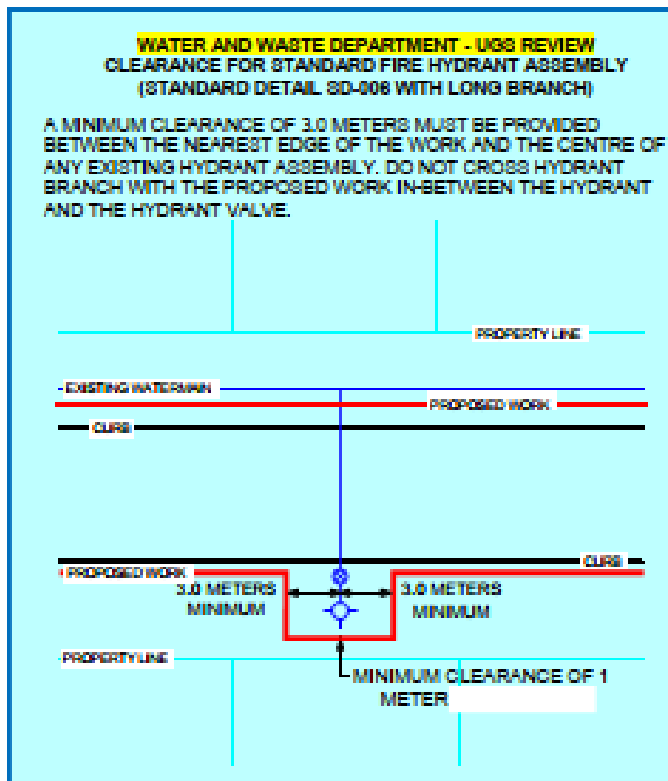 WATER AND WASTE DEPARTMENT - UGS REVIEW
CLEARANCE FOR STANDARD FIRE HYDRANT ASSEMBLY
(STANDARD DETAIL SD-006 WITH LONG BRANCH)
A MINIMUM CLEARANCE OF 3.0 METERS MUST BE PROVIDED
BETWEEN THE NEAREST EDGE OF THE WORK AND THE CENTRE OF
ANY EXISTING HYDRANT ASSEMBLY. DO NOT CROSS HYDRANT
BRANCH WITH THE PROPOSED WORK IN-BETWEEN THE HYDRANT
AND THE HYDRANT VALVE.
PROPERTY LINE
EXISTING WATERMAIN
PROPOSED WORK
CURB
CURB
PROPOSED WORK
3.0 METERS
MINIMUM
3.0 METERS
MINIMUM
PROPERTY LINE
MINIMUM CLEARANCE OF 1
METER